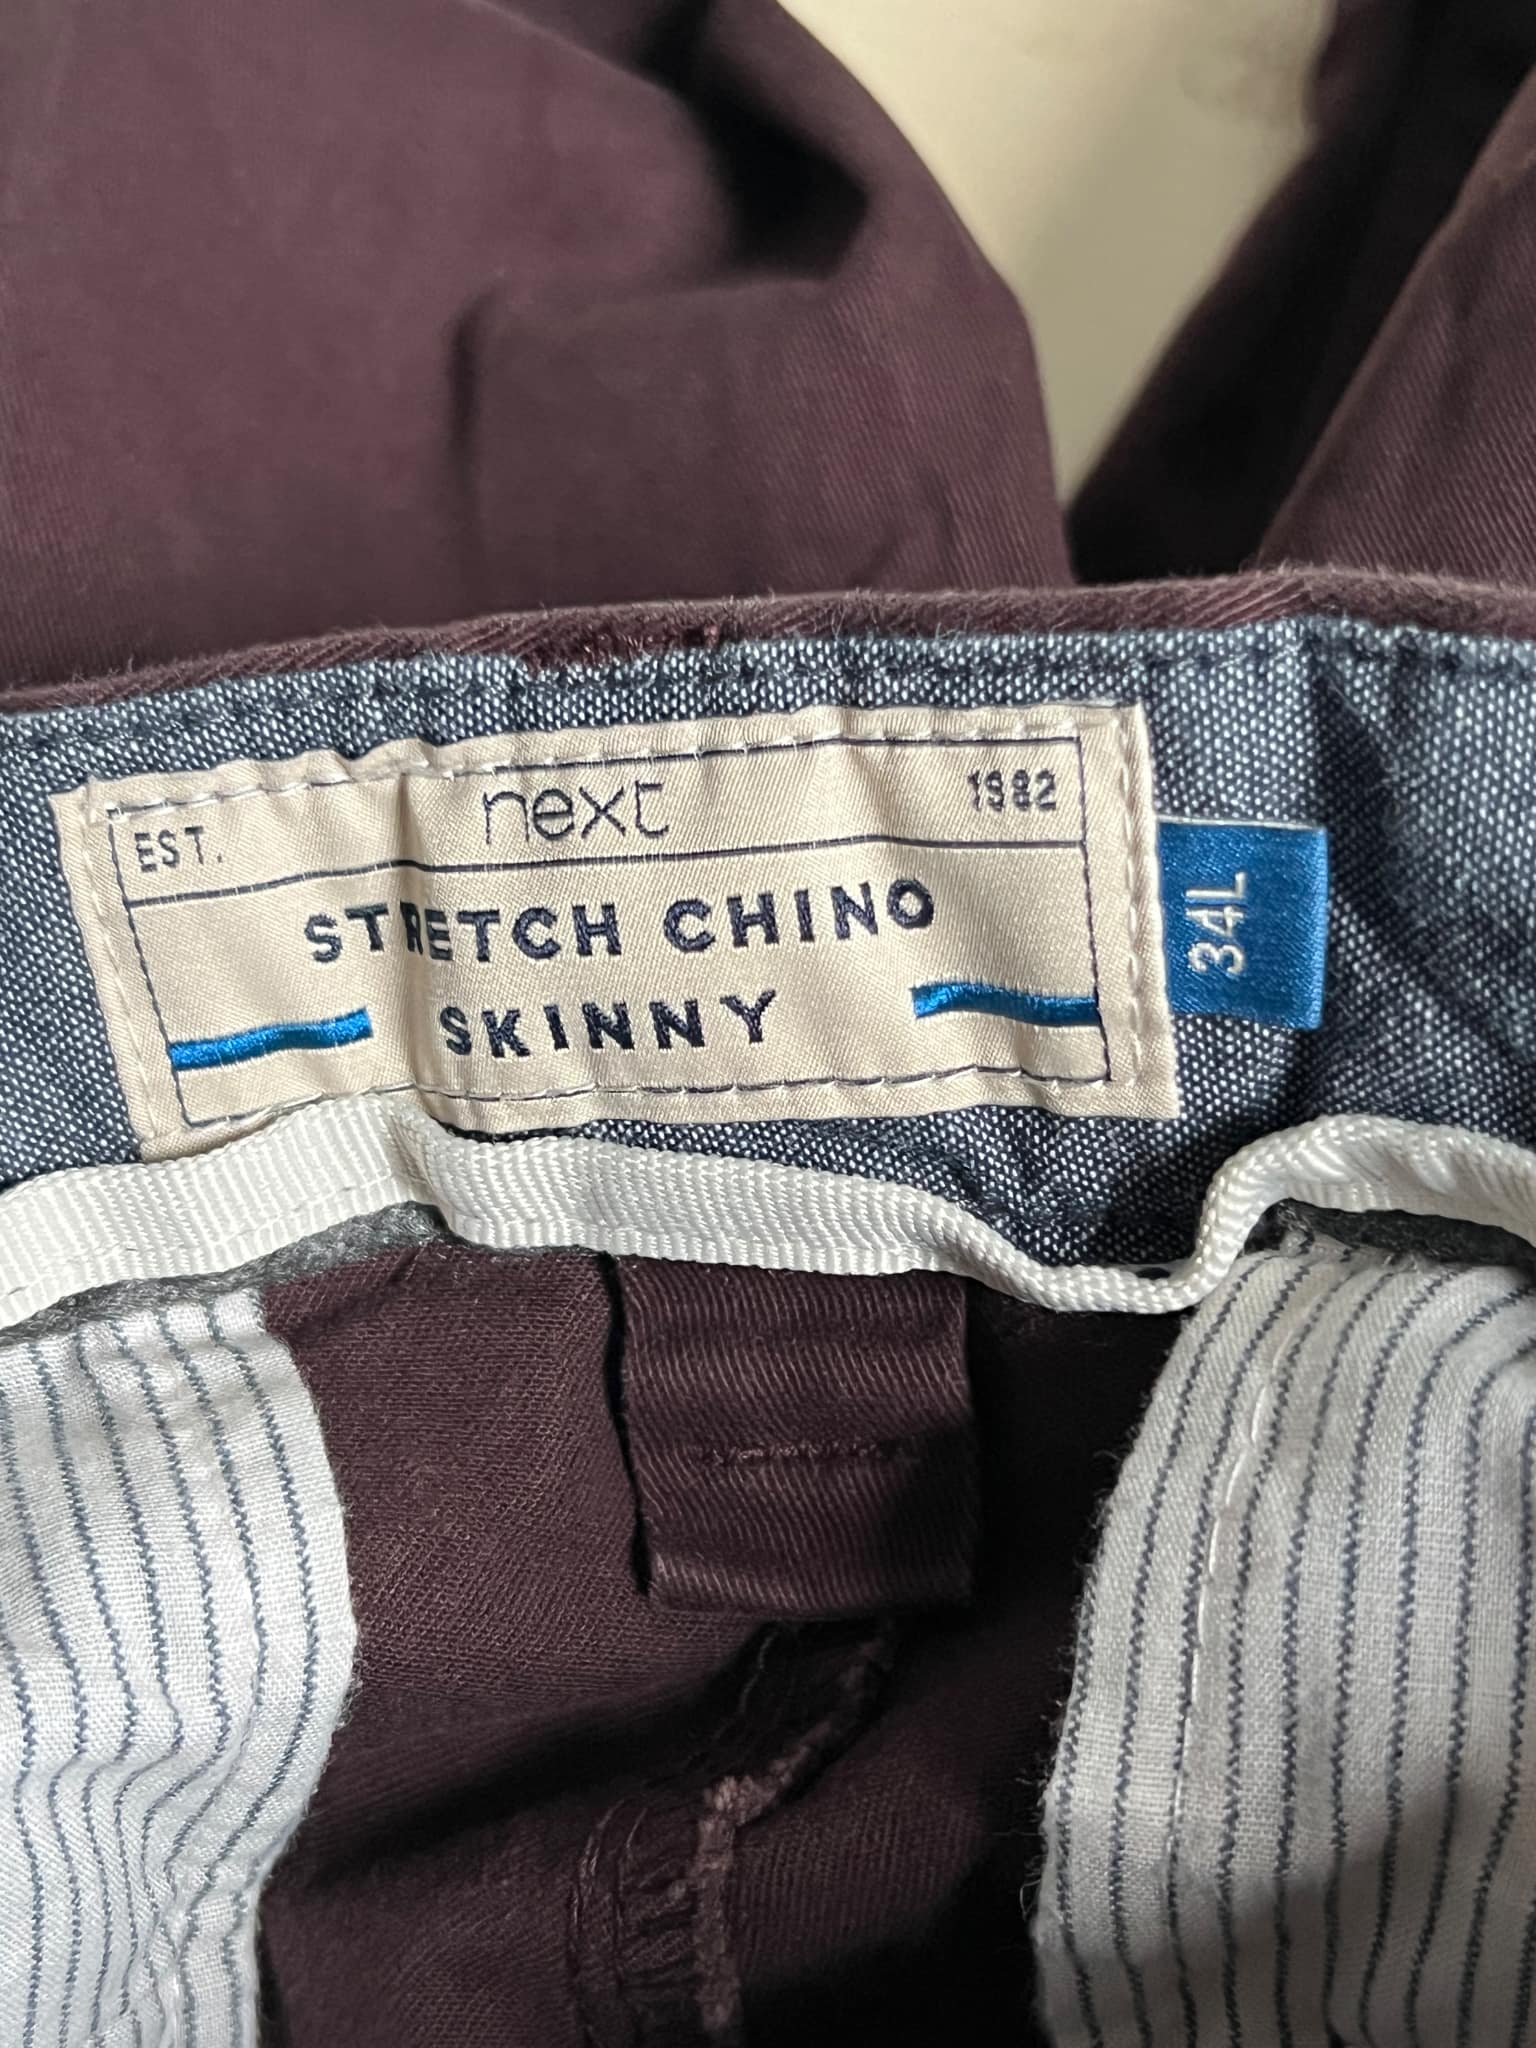 EST. next 1982
STRETCH CHINO
SKINNY
34L